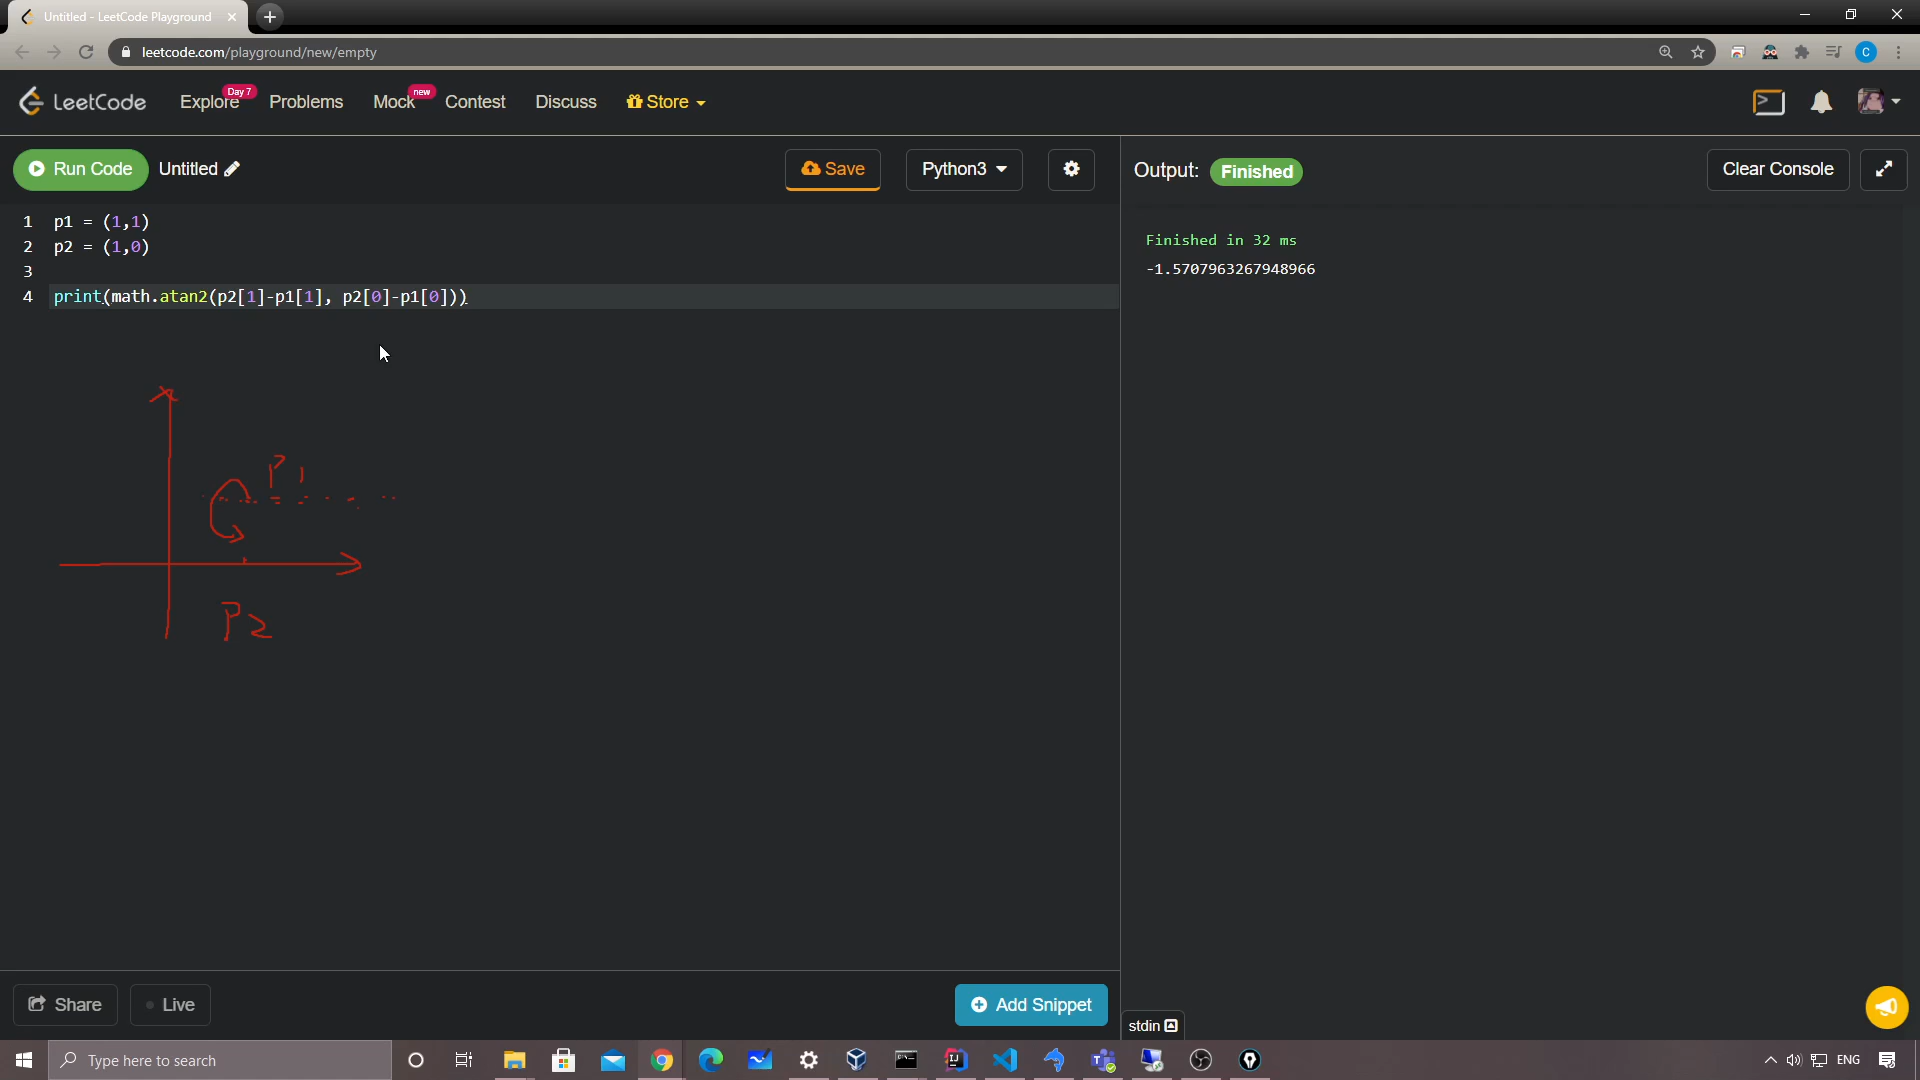 Untitled - LeetCode Playground
leetcode.com/playground/new/empty
C
LeetCode
Explore Day 7
Problems
Mock new
Contest
Discuss
Store
Run Code
Untitled
Save
Python3
Output: Finished
Clear Console
1 p1 = (1,1)
2 p2 = (1,0)
3
4 print(math.atan2(p2[1]-p1[1], p2[0]-p1[0]))
Finished in 32 ms
-1.5707963267948966
P1
P2
Share
Live
Add Snippet
stdin
Type here to search
ENG